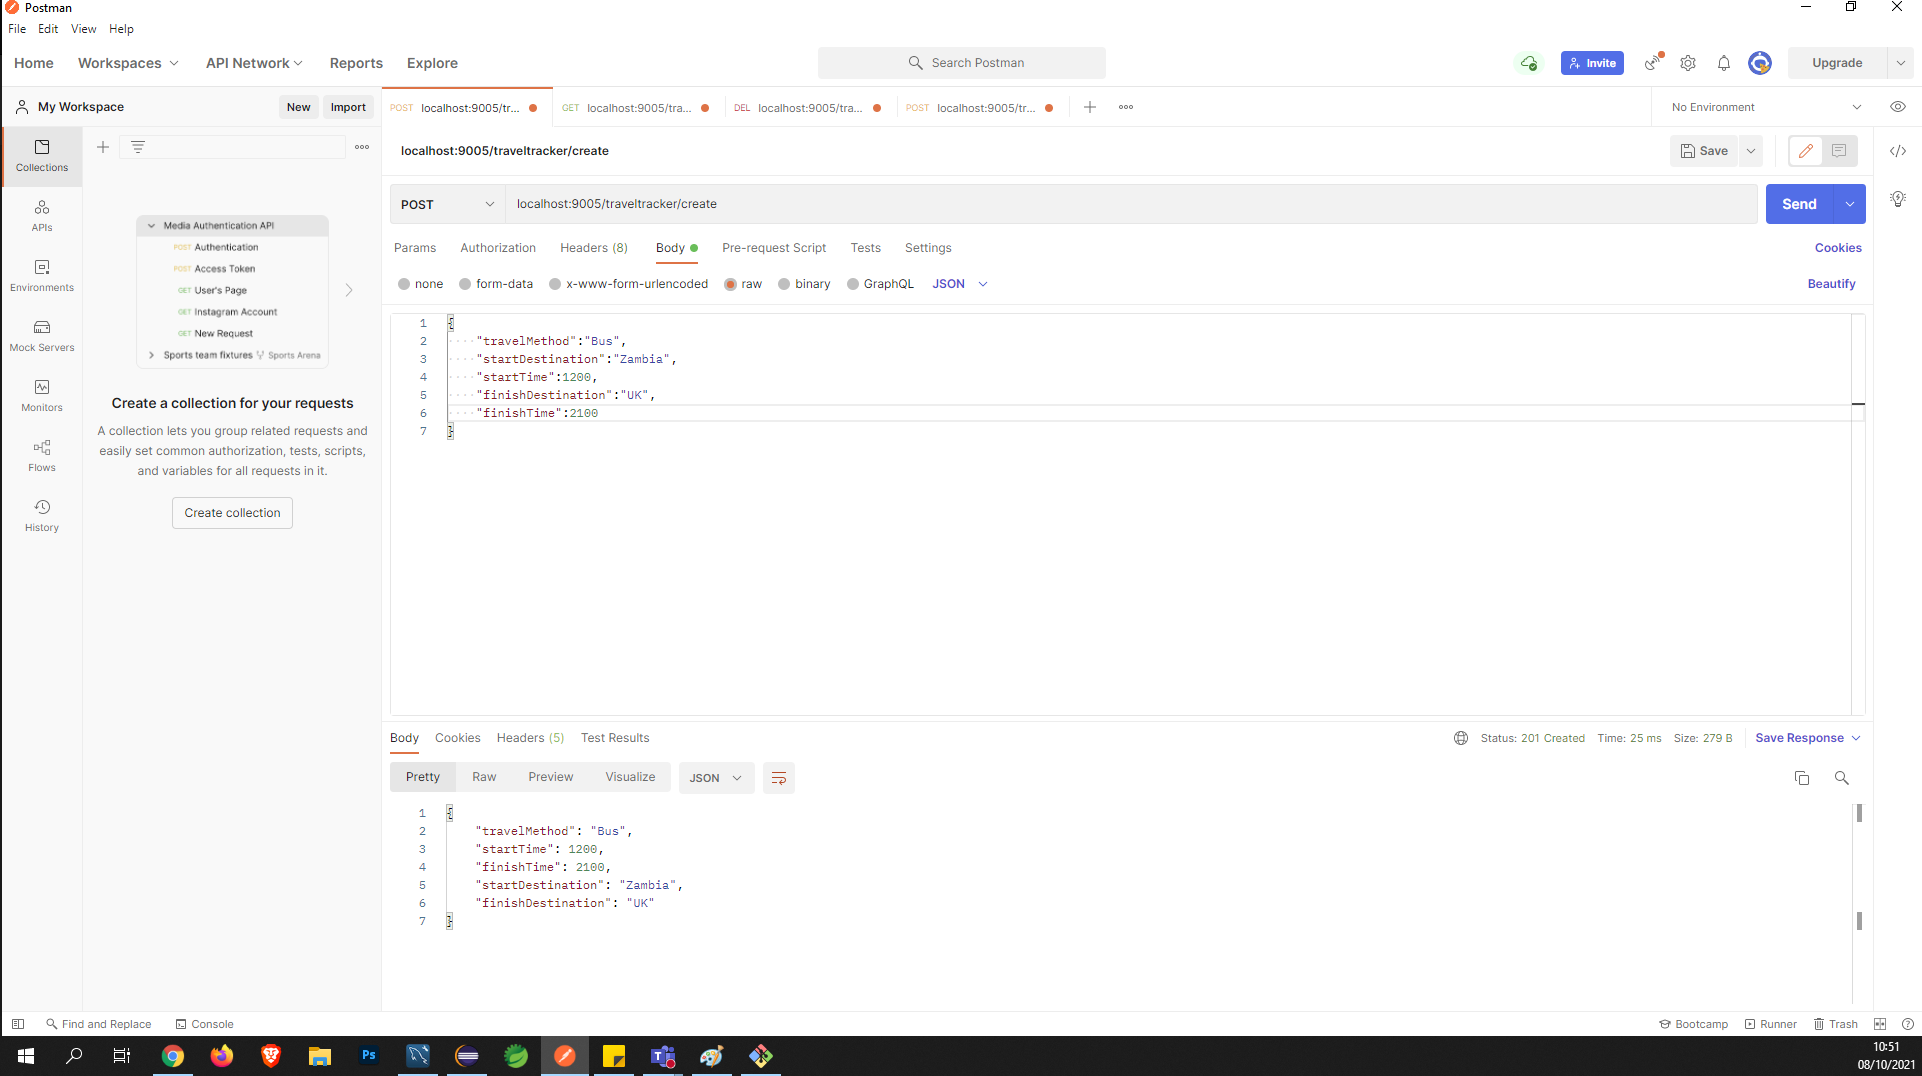 Postman
File Edit View Help
Home Workspaces API Network Reports Explore Search Postman Invite Upgrade
My Workspace New Import POST localhost:9005/tr... GET localhost:9005/tra... DEL localhost:9005/tra... POST localhost:9005/tr... No Environment
localhost:9005/traveltracker/create Save
Collections
APIs
Environments
Mock Servers
Monitors
Flows
History
Media Authentication API
POST Authentication
POST Access Token
GET User's Page
GET Instagram Account
GET New Request
Sports team fixtures Sports Arena
Create a collection for your requests
A collection lets you group related requests and
easily set common authorization, tests, scripts,
and variables for all requests in it.
Create collection
POST localhost:9005/traveltracker/create Send
Params Authorization Headers (8) Body Pre-request Script Tests Settings Cookies
none form-data x-www-form-urlencoded raw binary GraphQL JSON Beautify
1 {
2 "travelMethod":"Bus",
3 "startDestination":"Zambia",
4 "startTime":1200,
5 "finishDestination":"UK",
6 "finishTime":2100
7 }
Body Cookies Headers (5) Test Results Status: 201 Created Time: 25 ms Size: 279 B Save Response
Pretty Raw Preview Visualize JSON
1 {
2 "travelMethod": "Bus",
3 "startTime": 1200,
4 "finishTime": 2100,
5 "startDestination": "Zambia",
6 "finishDestination": "UK"
7 }
Find and Replace Console Bootcamp Runner Trash
Ps
10:51
08/10/2021